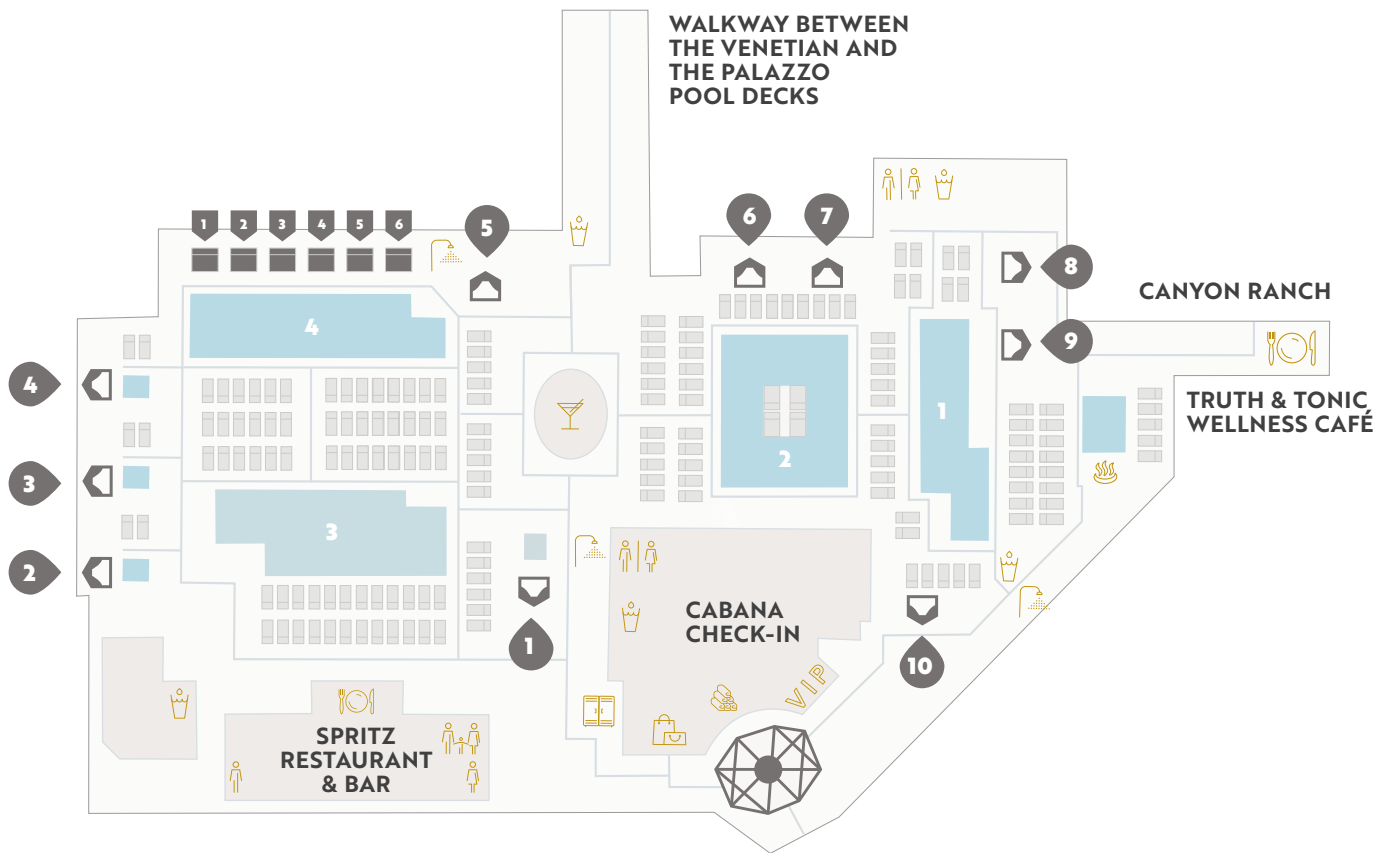 WALKWAY BETWEEN
THE VENETIAN AND
THE PALAZZO
POOL DECKS
1
2
3
4
5
6
5
6
7
8
CANYON RANCH
9
4
4
TRUTH & TONIC
WELLNESS CAFÉ
1
2
3
3
2
CABANA
CHECK-IN
1
10
VIP
SPRITZ
RESTAURANT
& BAR